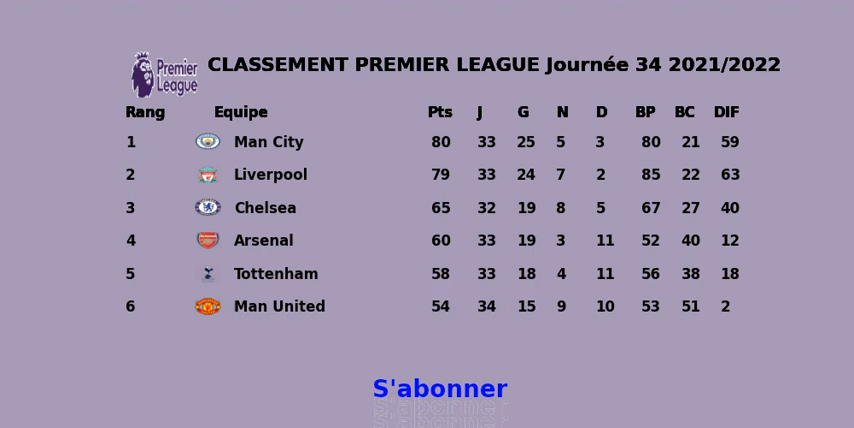 Premier League
CLASSEMENT PREMIER LEAGUE Journée 34 2021/2022
Rang Equipe Pts J G N D BP BC DIF
1 Man City 80 33 25 5 3 80 21 59
2 Liverpool 79 33 24 7 2 85 22 63
3 Chelsea 65 32 19 8 5 67 27 40
4 Arsenal 60 33 19 3 11 52 40 12
5 Tottenham 58 33 18 4 11 56 38 18
6 Man United 54 34 15 9 10 53 51 2
S'abonner